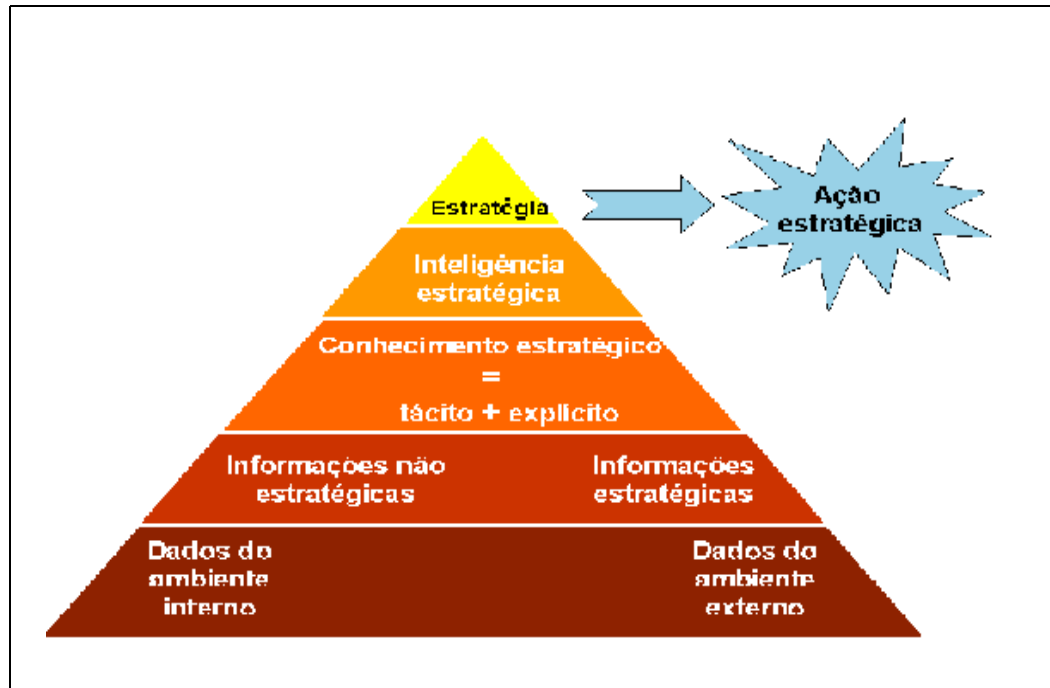 Estratégia
Ação
estratégica
Inteligência
estratégica
Conhecimento estratégico
=
tácito + explícito
Informações não
estratégicas
Informações
estratégicas
Dados do
ambiente
interno
Dados do
ambiente
externo